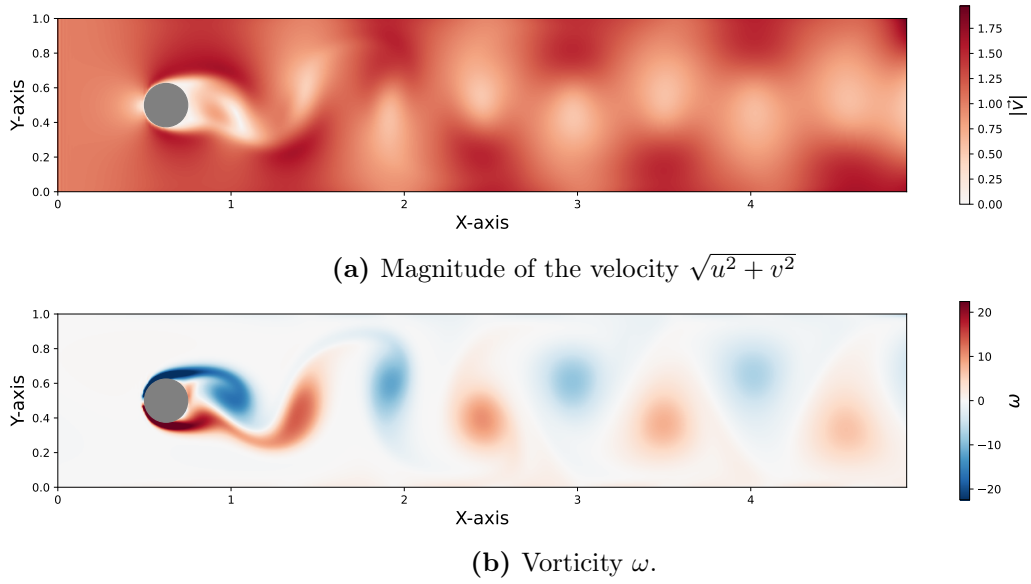 1.0
0.8
0.6
0.4
0.2
0.0
Y-axis
0 1 2 3 4
X-axis
1.75
1.50
1.25
1.00
0.75
0.50
0.25
0.00
|v⃗|
(a) Magnitude of the velocity √u² + v²
1.0
0.8
0.6
0.4
0.2
0.0
Y-axis
0 1 2 3 4
X-axis
20
10
0
−10
−20
ω
(b) Vorticity ω.